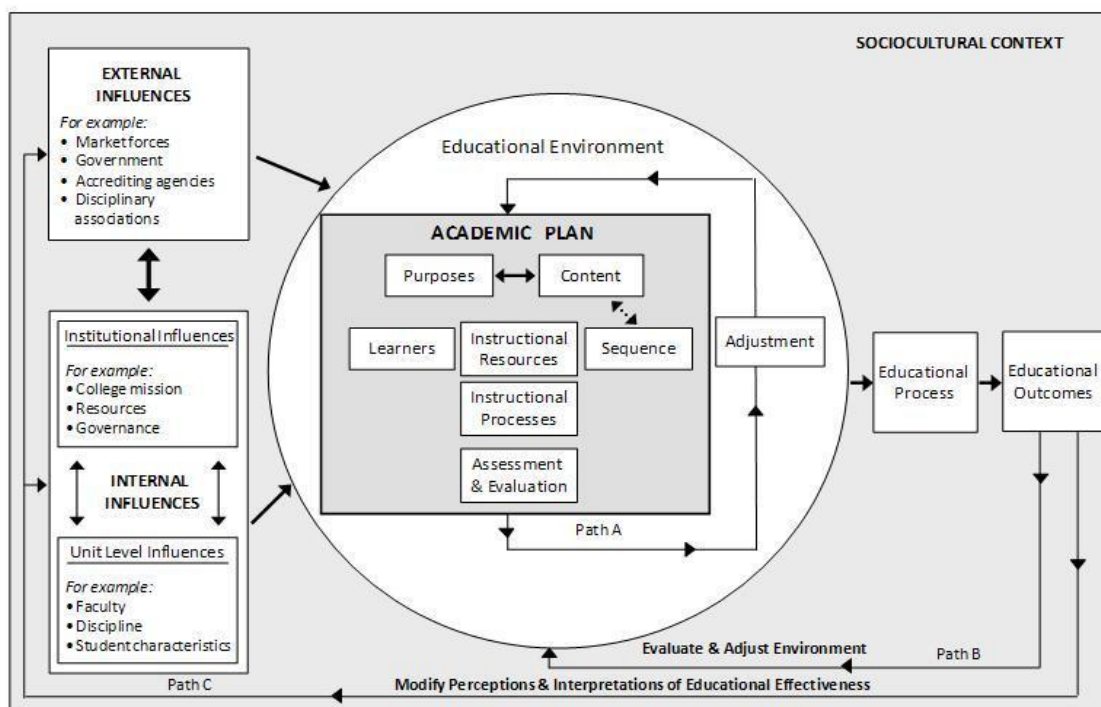 SOCIOCULTURAL CONTEXT
EXTERNAL
INFLUENCES
For example:
• Market forces
• Government
• Accrediting agencies
• Disciplinary
associations
Institutional Influences
For example:
• College mission
• Resources
• Governance
INTERNAL
INFLUENCES
Unit Level Influences
For example:
• Faculty
• Discipline
• Student characteristics
Educational Environment
ACADEMIC PLAN
Purposes
Content
Learners
Instructional
Resources
Sequence
Instructional
Processes
Assessment
& Evaluation
Adjustment
Path A
Educational
Process
Educational
Outcomes
Evaluate & Adjust Environment
Path B
Path C
Modify Perceptions & Interpretations of Educational Effectiveness